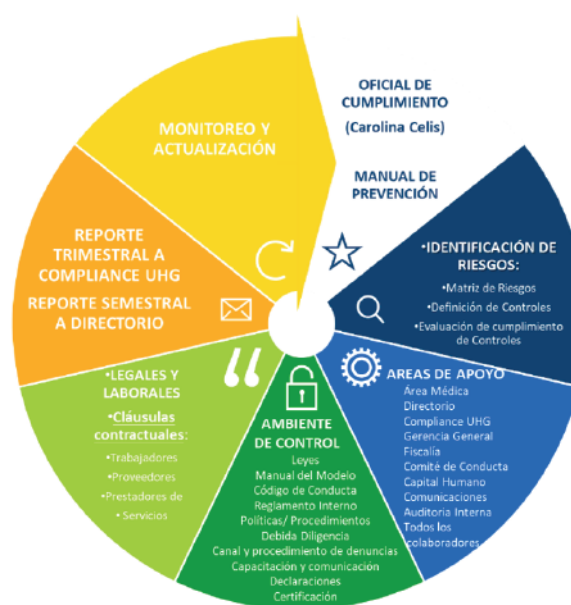 OFICIAL DE
CUMPLIMIENTO
(Carolina Celis)
MANUAL DE
PREVENCIÓN
•IDENTIFICACIÓN DE
RIESGOS:
•Matriz de Riesgos
•Definición de Controles
•Evaluación de cumplimiento
de Controles
AREAS DE APOYO
Área Médica
Directorio
Compliance UHG
Gerencia General
Fiscalía
Comité de Conducta
Capital Humano
Comunicaciones
Auditoria Interna
Todos los
colaboradores
AMBIENTE
DE CONTROL
Leyes
Manual del Modelo
Código de Conducta
Reglamento Interno
Políticas/ Procedimientos
Debida Diligencia
Canal y procedimiento de denuncias
Capacitación y comunicación
Declaraciones
Certificación
•LEGALES Y
LABORALES
•Cláusulas
contractuales:
•Trabajadores
•Proveedores
•Prestadores de
•Servicios
REPORTE
TRIMESTRAL A
COMPLIANCE UHG
REPORTE SEMESTRAL
A DIRECTORIO
MONITOREO Y
ACTUALIZACIÓN